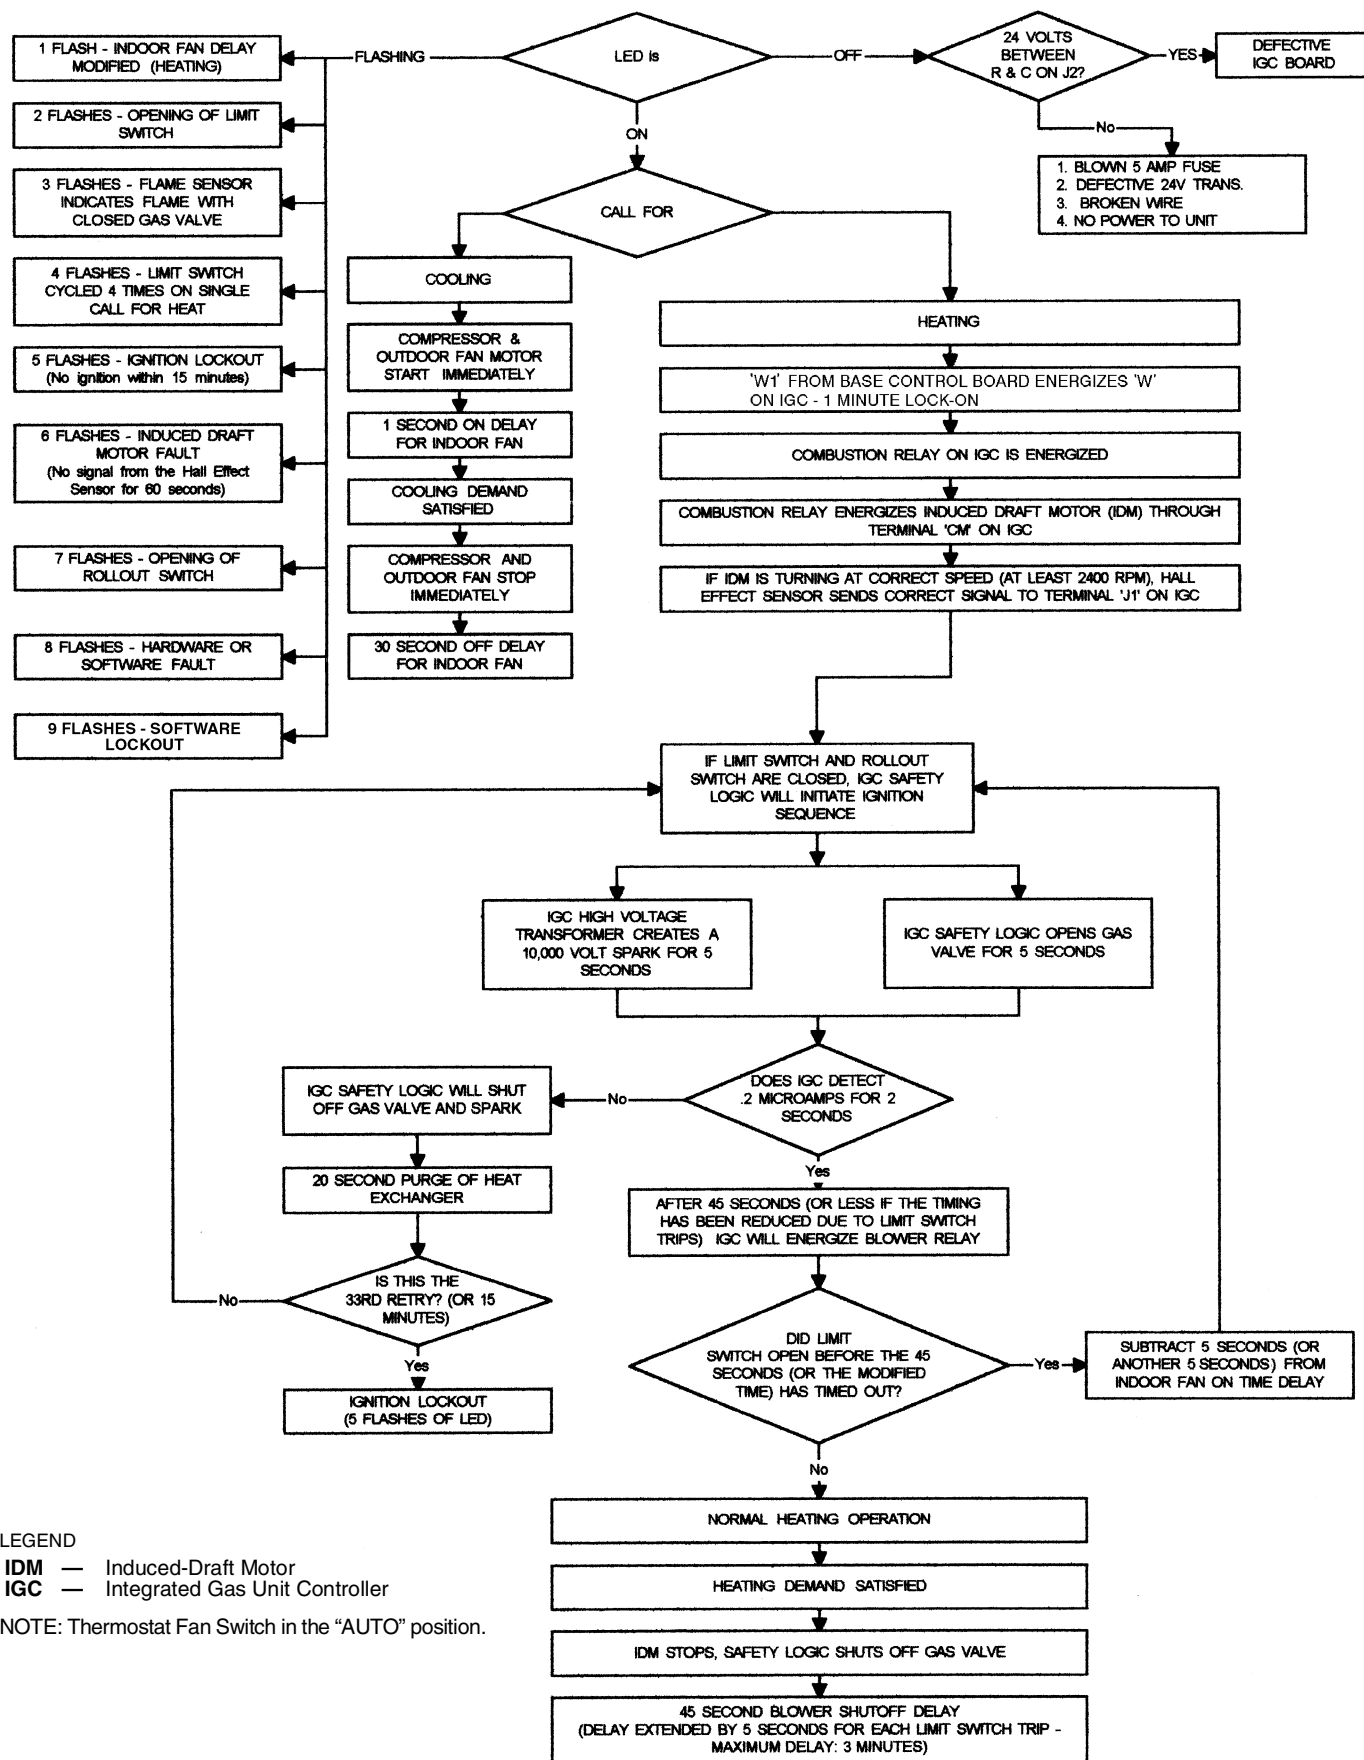 LED is
FLASHING
OFF
ON
24 VOLTS
BETWEEN
R & C ON J2?
YES
DEFECTIVE
IGC BOARD
No
1. BLOWN 5 AMP FUSE
2. DEFECTIVE 24V TRANS.
3. BROKEN WIRE
4. NO POWER TO UNIT
1 FLASH - INDOOR FAN DELAY
MODIFIED (HEATING)
2 FLASHES - OPENING OF LIMIT
SWITCH
3 FLASHES - FLAME SENSOR
INDICATES FLAME WITH
CLOSED GAS VALVE
4 FLASHES - LIMIT SWITCH
CYCLED 4 TIMES ON SINGLE
CALL FOR HEAT
5 FLASHES - IGNITION LOCKOUT
(No ignition within 15 minutes)
6 FLASHES - INDUCED DRAFT
MOTOR FAULT
(No signal from the Hall Effect
Sensor for 60 seconds)
7 FLASHES - OPENING OF
ROLLOUT SWITCH
8 FLASHES - HARDWARE OR
SOFTWARE FAULT
9 FLASHES - SOFTWARE
LOCKOUT
CALL FOR
COOLING
COMPRESSOR &
OUTDOOR FAN MOTOR
START IMMEDIATELY
1 SECOND ON DELAY
FOR INDOOR FAN
COOLING DEMAND
SATISFIED
COMPRESSOR AND
OUTDOOR FAN STOP
IMMEDIATELY
30 SECOND OFF DELAY
FOR INDOOR FAN
HEATING
'W1' FROM BASE CONTROL BOARD ENERGIZES 'W'
ON IGC - 1 MINUTE LOCK-ON
COMBUSTION RELAY ON IGC IS ENERGIZED
COMBUSTION RELAY ENERGIZES INDUCED DRAFT MOTOR (IDM) THROUGH
TERMINAL 'CM' ON IGC
IF IDM IS TURNING AT CORRECT SPEED (AT LEAST 2400 RPM), HALL
EFFECT SENSOR SENDS CORRECT SIGNAL TO TERMINAL 'J1' ON IGC
IF LIMIT SWITCH AND ROLLOUT
SWITCH ARE CLOSED, IGC SAFETY
LOGIC WILL INITIATE IGNITION
SEQUENCE
IGC HIGH VOLTAGE
TRANSFORMER CREATES A
10,000 VOLT SPARK FOR 5
SECONDS
IGC SAFETY LOGIC OPENS GAS
VALVE FOR 5 SECONDS
DOES IGC DETECT
.2 MICROAMPS FOR 2
SECONDS
No
IGC SAFETY LOGIC WILL SHUT
OFF GAS VALVE AND SPARK
20 SECOND PURGE OF HEAT
EXCHANGER
IS THIS THE
33RD RETRY? (OR 15
MINUTES)
No
Yes
IGNITION LOCKOUT
(5 FLASHES OF LED)
Yes
AFTER 45 SECONDS (OR LESS IF THE TIMING
HAS BEEN REDUCED DUE TO LIMIT SWITCH
TRIPS) IGC WILL ENERGIZE BLOWER RELAY
DID LIMIT
SWITCH OPEN BEFORE THE 45
SECONDS (OR THE MODIFIED
TIME) HAS TIMED OUT?
Yes
SUBTRACT 5 SECONDS (OR
ANOTHER 5 SECONDS) FROM
INDOOR FAN ON TIME DELAY
No
NORMAL HEATING OPERATION
HEATING DEMAND SATISFIED
IDM STOPS, SAFETY LOGIC SHUTS OFF GAS VALVE
45 SECOND BLOWER SHUTOFF DELAY
(DELAY EXTENDED BY 5 SECONDS FOR EACH LIMIT SWITCH TRIP -
MAXIMUM DELAY: 3 MINUTES)
LEGEND
IDM — Induced-Draft Motor
IGC — Integrated Gas Unit Controller
NOTE: Thermostat Fan Switch in the “AUTO” position.